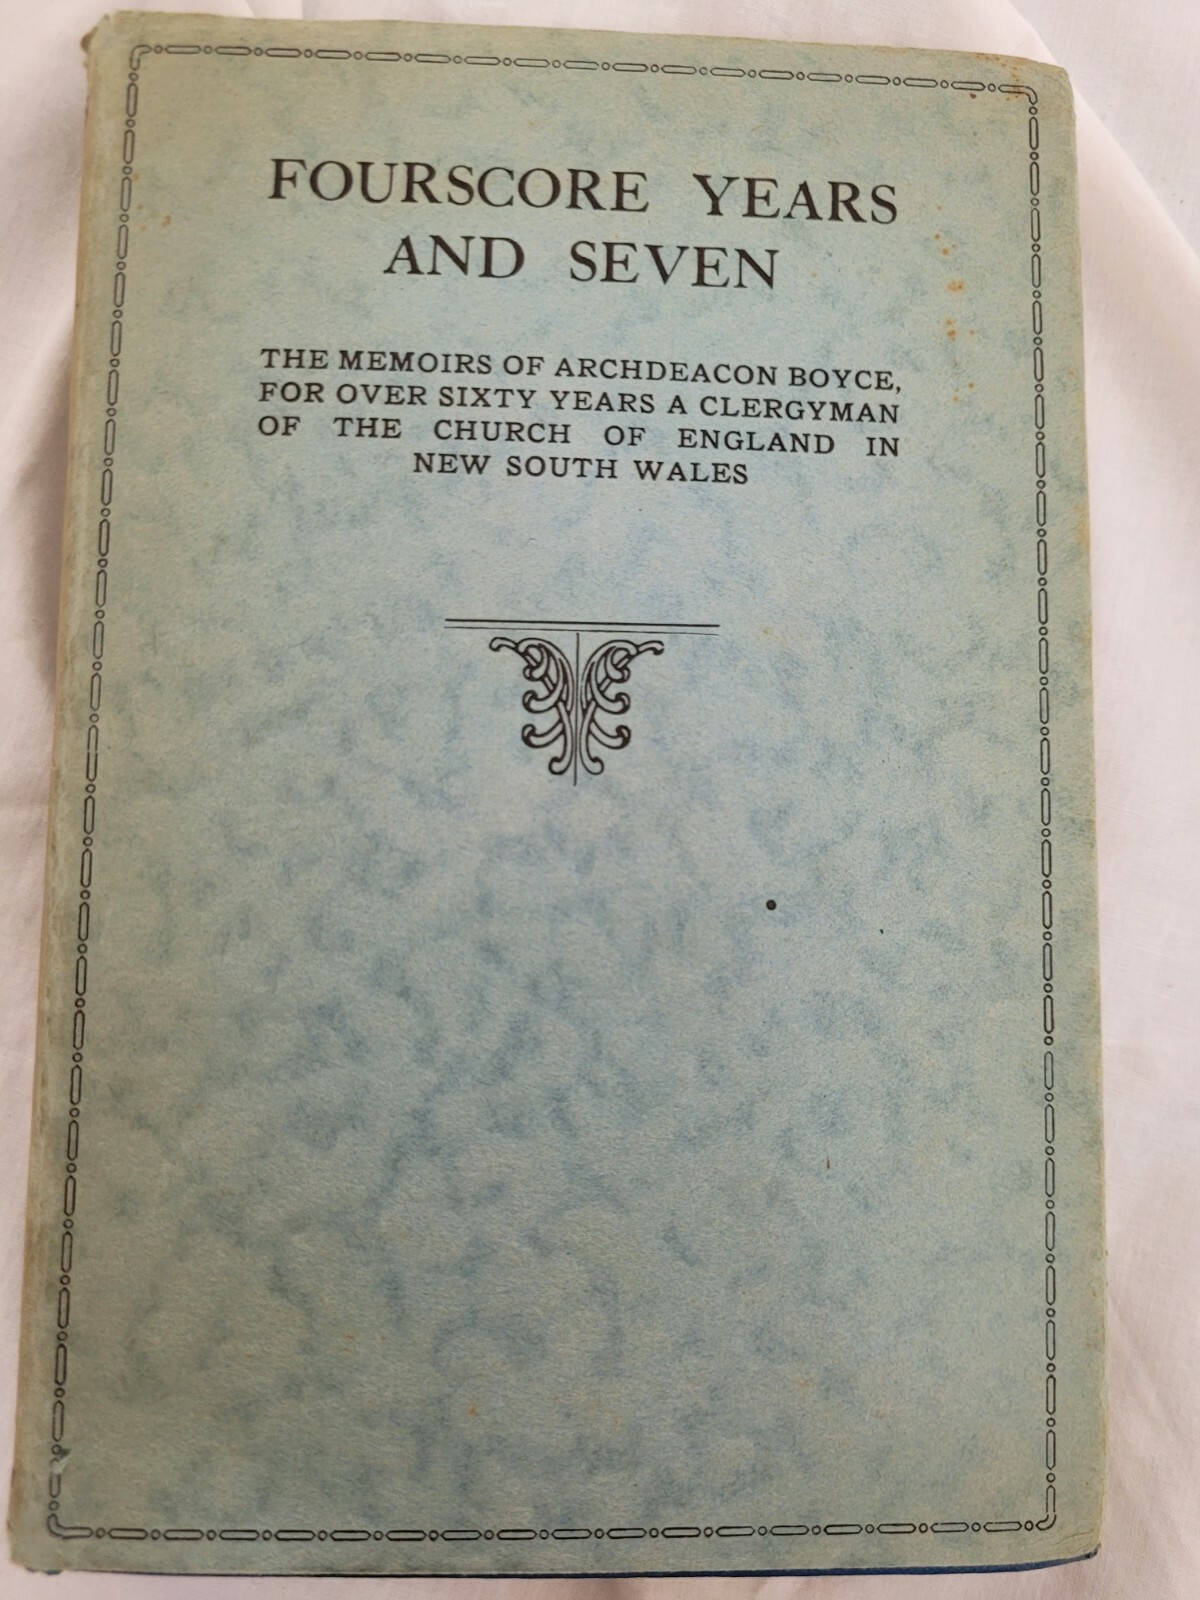 FOURSCORE YEARS
AND SEVEN
THE MEMOIRS OF ARCHDEACON BOYCE,
FOR OVER SIXTY YEARS A CLERGYMAN
OF THE CHURCH OF ENGLAND IN
NEW SOUTH WALES